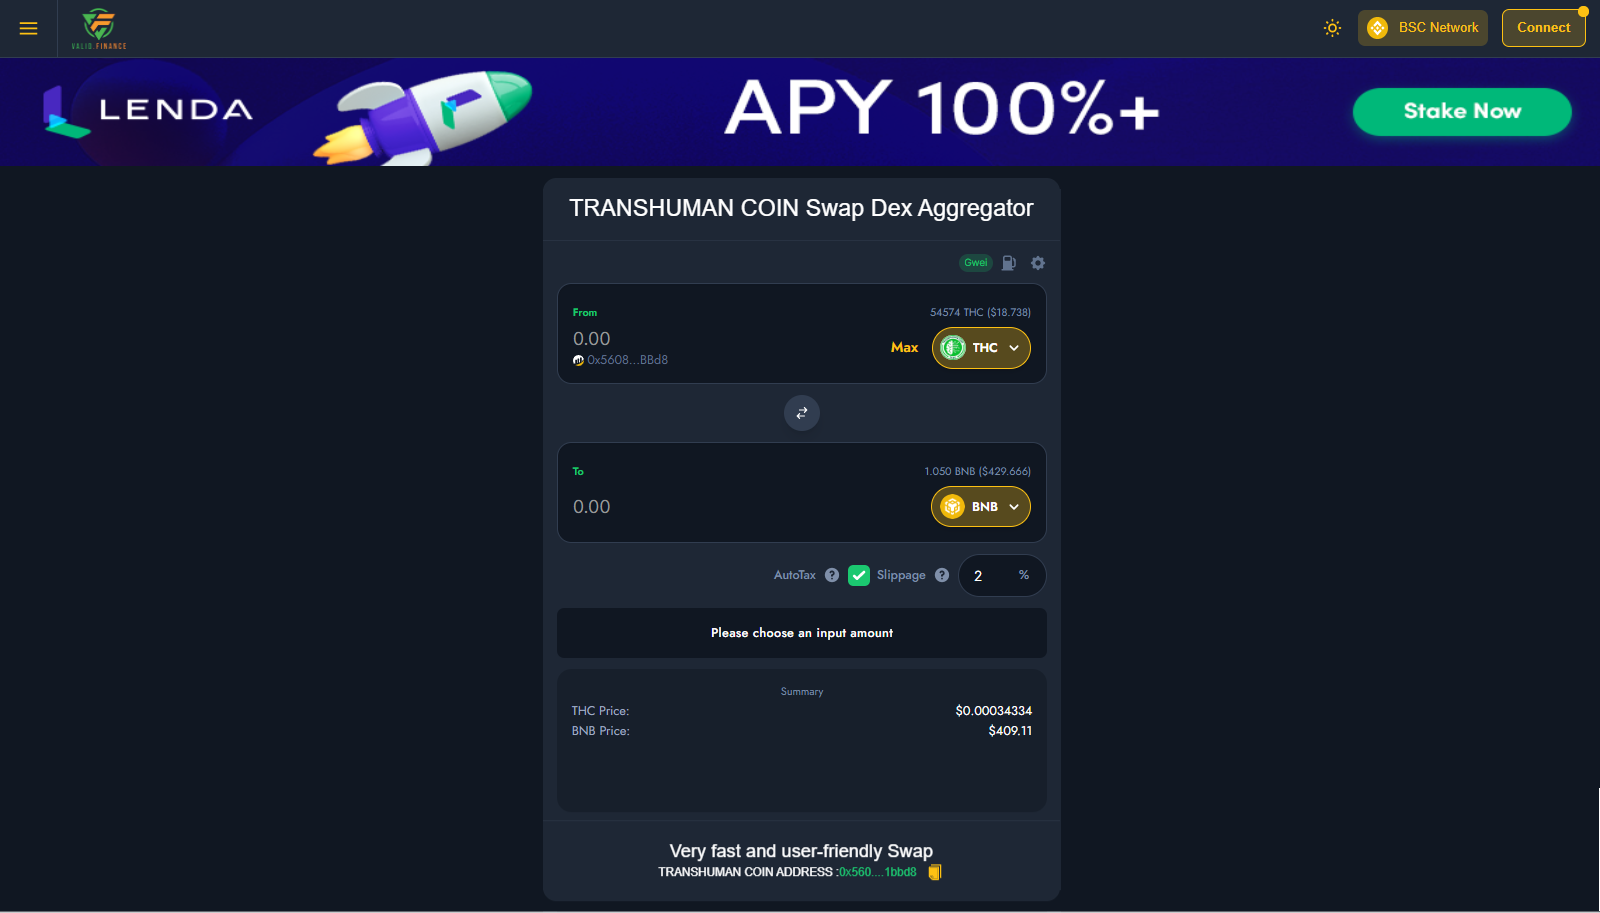 VALID.FINANCE
BSC Network
Connect
LENDA
APY 100%+
Stake Now
TRANSHUMAN COIN Swap Dex Aggregator
Gwei
From
54574 THC ($18.738)
0.00
Max
THC
0x5608...BBd8
To
1.050 BNB ($429.666)
0.00
BNB
AutoTax
Slippage
2 %
Please choose an input amount
Summary
THC Price: $0.00034334
BNB Price: $409.11
Very fast and user-friendly Swap
TRANSHUMAN COIN ADDRESS :0x560....1bbd8